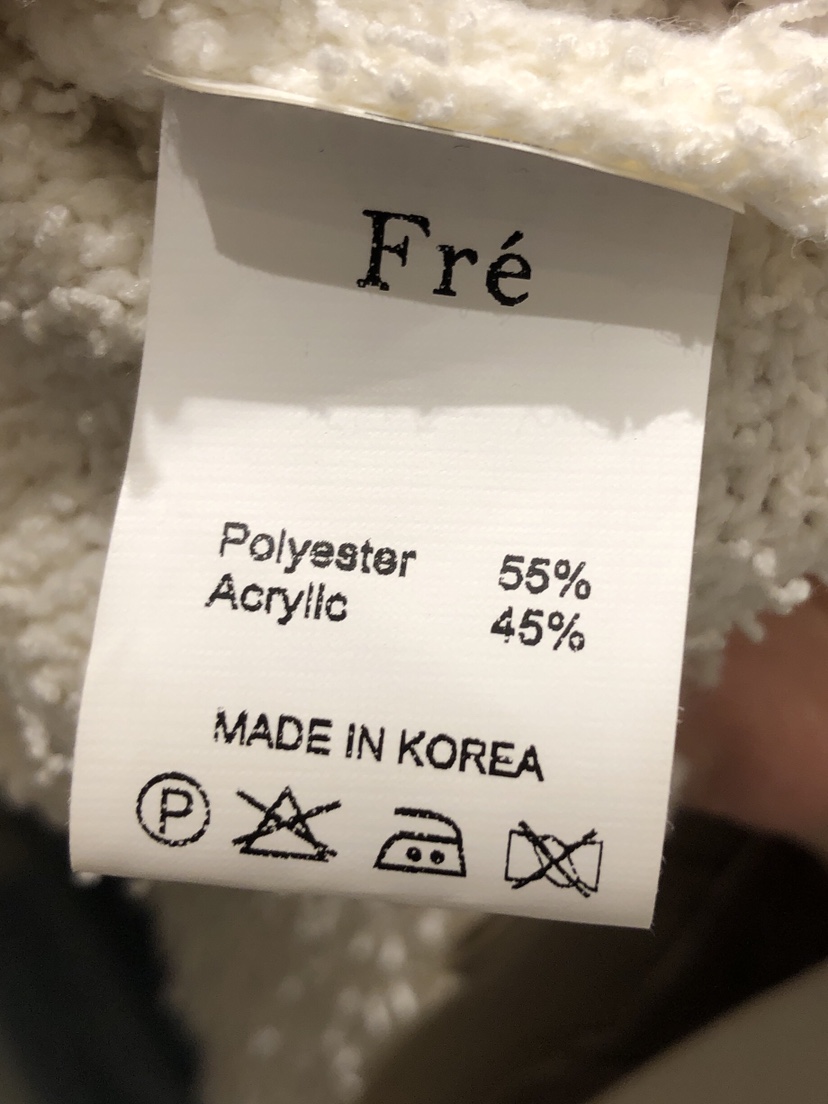 Fré
Polyester 55%
Acrylic 45%
MADE IN KOREA
P